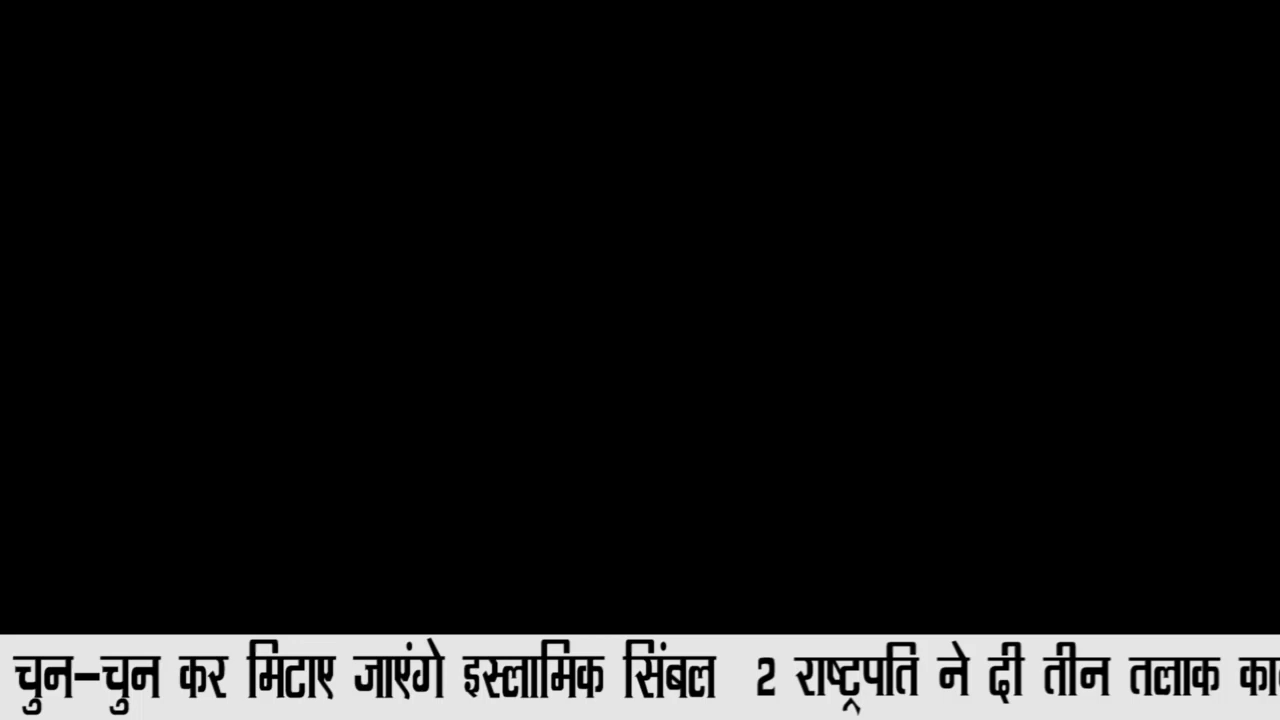 चुन-चुन कर मिटाए जाएंगे इस्लामिक सिंबल 2 राष्ट्रपति ने दी तीन तलाक